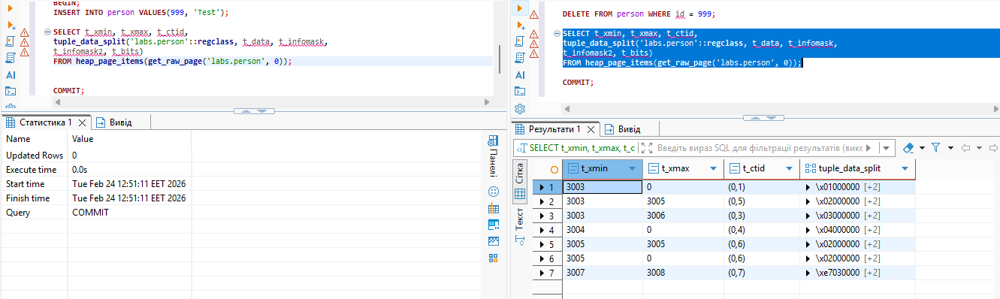 BEGIN;
INSERT INTO person VALUES(999, 'Test');
SELECT t_xmin, t_xmax, t_ctid,
tuple_data_split('labs.person'::regclass, t_data, t_infomask,
t_infomask2, t_bits)
FROM heap_page_items(get_raw_page('labs.person', 0));
COMMIT;
AI
Статистика 1
Вивід
Name Value
Updated Rows 0
Execute time 0.0s
Start time Tue Feb 24 12:51:11 EET 2026
Finish time Tue Feb 24 12:51:11 EET 2026
Query COMMIT
Панелі
DELETE FROM person WHERE id = 999;
SELECT t_xmin, t_xmax, t_ctid,
tuple_data_split('labs.person'::regclass, t_data, t_infomask,
t_infomask2, t_bits)
FROM heap_page_items(get_raw_page('labs.person', 0));
COMMIT;
AI
Результати 1
Вивід
SELECT t_xmin, t_xmax, t_c
Введіть вираз SQL для фільтрації результатів (вико
Сітка
Текст
t_xmin t_xmax t_ctid tuple_data_split
1 3003 0 (0,1) \x01000000 [+2]
2 3003 3005 (0,5) \x02000000 [+2]
3 3003 3006 (0,3) \x03000000 [+2]
4 3004 0 (0,4) \x04000000 [+2]
5 3005 3005 (0,6) \x02000000 [+2]
6 3005 0 (0,6) \x02000000 [+2]
7 3007 3008 (0,7) \xe7030000 [+2]